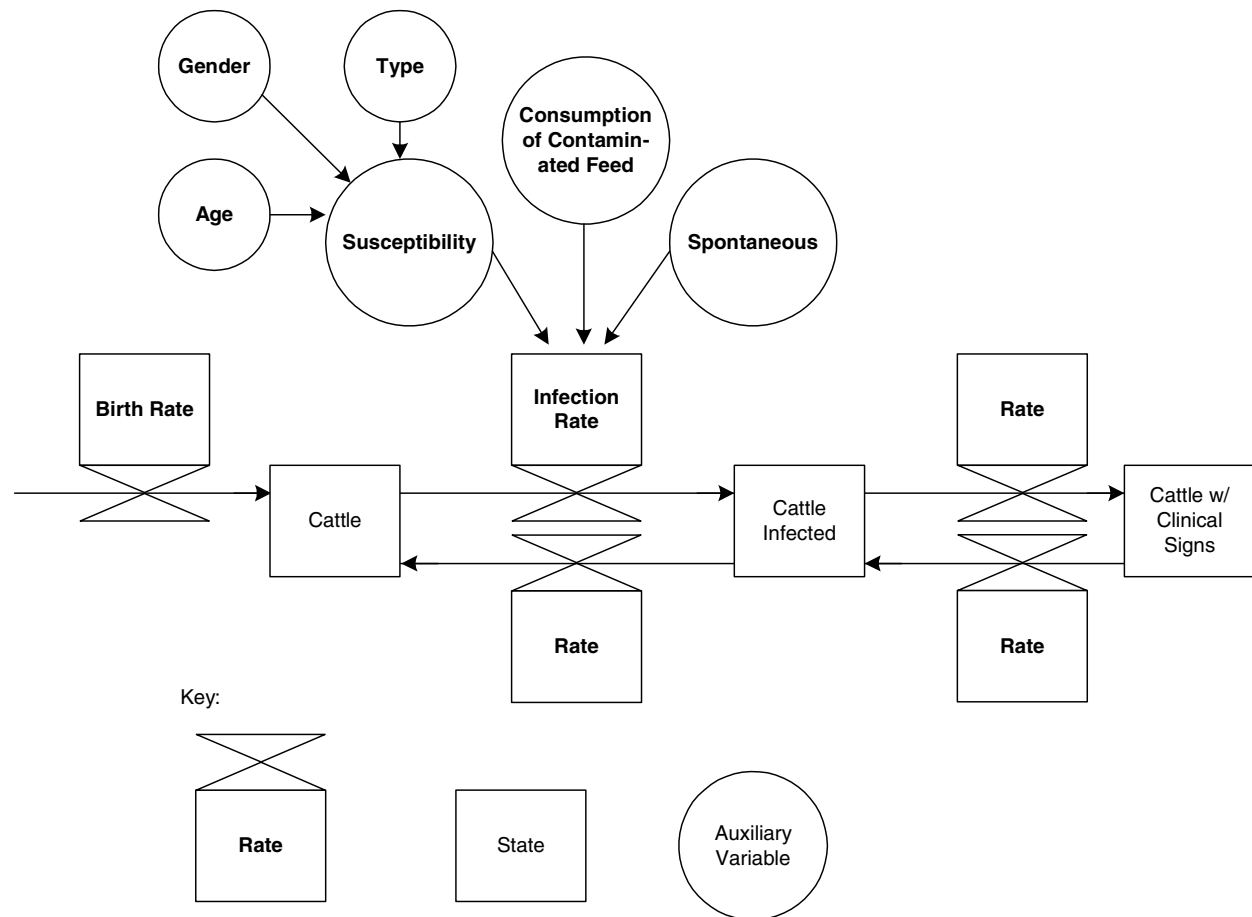 Gender
Type
Consumption
of Contamin-
ated Feed
Age
Susceptibility
Spontaneous
Birth Rate
Infection
Rate
Rate
Cattle
Cattle
Infected
Cattle w/
Clinical
Signs
Rate
Rate
Key:
Rate
State
Auxiliary
Variable